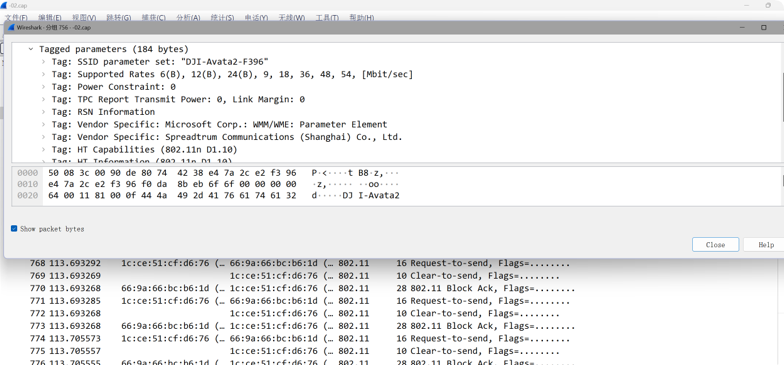 -02.cap
文件(F) 编辑(E) 视图(V) 跳转(G) 捕获(C) 分析(A) 统计(S) 电话(Y) 无线(W) 工具(T) 帮助(H)
Wireshark · 分组 756 · -02.cap
Tagged parameters (184 bytes)
Tag: SSID parameter set: "DJI-Avata2-F396"
Tag: Supported Rates 6(B), 12(B), 24(B), 9, 18, 36, 48, 54, [Mbit/sec]
Tag: Power Constraint: 0
Tag: TPC Report Transmit Power: 0, Link Margin: 0
Tag: RSN Information
Tag: Vendor Specific: Microsoft Corp.: WMM/WME: Parameter Element
Tag: Vendor Specific: Spreadtrum Communications (Shanghai) Co., Ltd.
Tag: HT Capabilities (802.11n D1.10)
Tag: HT Information (802.11n D1.10)
0000 50 08 3c 00 90 de 80 74 42 38 e4 7a 2c e2 f3 96 P·<····t B8·z,···
0010 e4 7a 2c e2 f3 96 f0 da 8b eb 6f 6f 00 00 00 00 ·z,····· ··oo····
0020 64 00 11 81 00 0f 44 4a 49 2d 41 76 61 74 61 32 d·····DJ I-Avata2
Show packet bytes
Close Help
768 113.693292 1c:ce:51:cf:d6:76 (… 66:9a:66:bc:b6:1d (… 802.11 16 Request-to-send, Flags=........
769 113.693269 1c:ce:51:cf:d6:76 (… 802.11 10 Clear-to-send, Flags=........
770 113.693268 66:9a:66:bc:b6:1d (… 1c:ce:51:cf:d6:76 (… 802.11 28 802.11 Block Ack, Flags=........
771 113.693285 1c:ce:51:cf:d6:76 (… 66:9a:66:bc:b6:1d (… 802.11 16 Request-to-send, Flags=........
772 113.693268 1c:ce:51:cf:d6:76 (… 802.11 10 Clear-to-send, Flags=........
773 113.693268 66:9a:66:bc:b6:1d (… 1c:ce:51:cf:d6:76 (… 802.11 28 802.11 Block Ack, Flags=........
774 113.705573 1c:ce:51:cf:d6:76 (… 66:9a:66:bc:b6:1d (… 802.11 16 Request-to-send, Flags=........
775 113.705557 1c:ce:51:cf:d6:76 (… 802.11 10 Clear-to-send, Flags=........
776 113.705555 66:9a:66:bc:b6:1d (… 1c:ce:51:cf:d6:76 (… 802.11 28 802.11 Block Ack, Flags=........